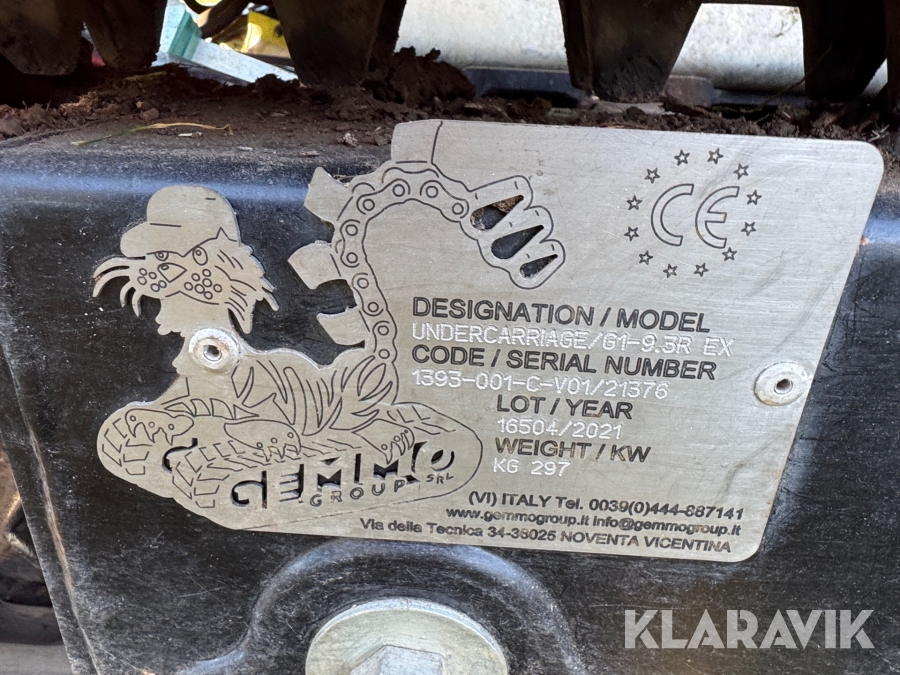 CE
DESIGNATION / MODEL
UNDERCARRIAGE/G1-9.3R EX
CODE / SERIAL NUMBER
1393-001-C-V01/21376
LOT / YEAR
16504/2021
WEIGHT / KW
KG 297
GEMMO
GROUP SRL
(VI) ITALY Tel. 0039(0)444-887141
www.gemmogroup.it info@gemmogroup.it
Via della Tecnica 34-36025 NOVENTA VICENTINA
KLARAVIK